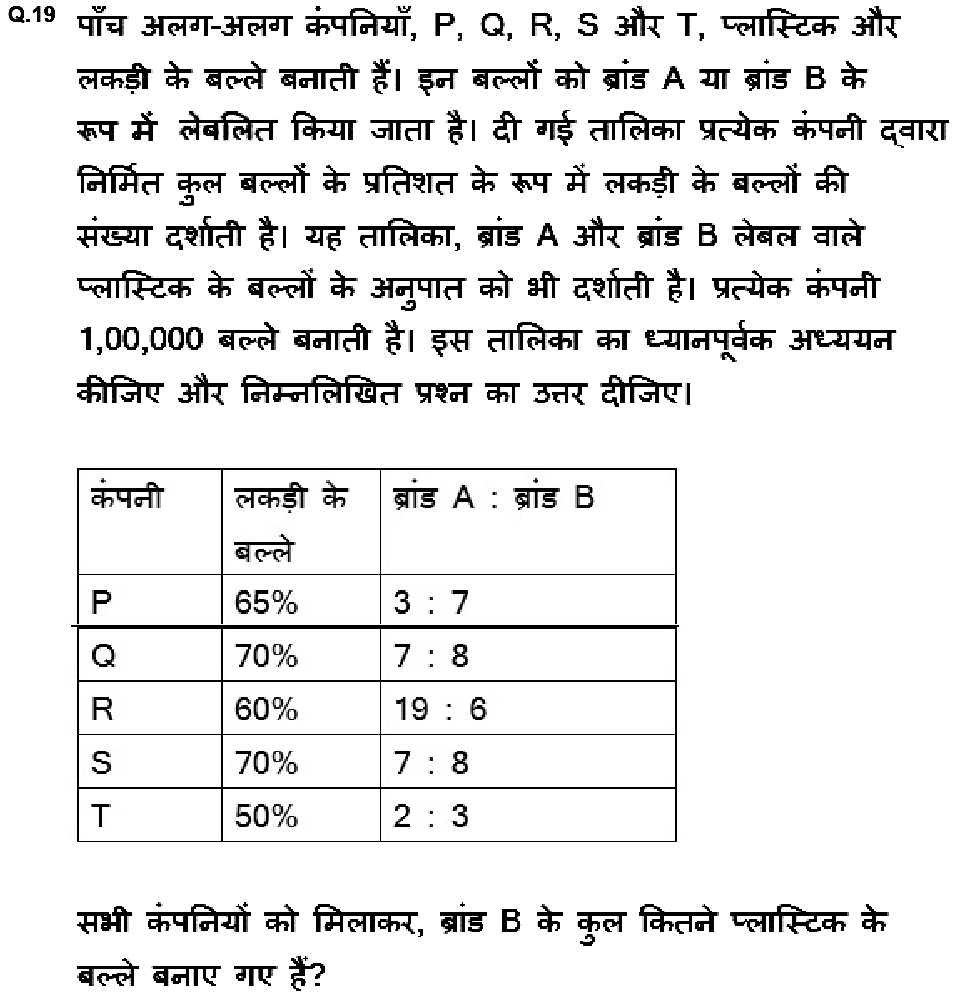 Q.19 पाँच अलग-अलग कंपनियाँ, P, Q, R, S और T, प्लास्टिक और
लकड़ी के बल्ले बनाती हैं। इन बल्लों को ब्रांड A या ब्रांड B के
रूप में लेबलित किया जाता है। दी गई तालिका प्रत्येक कंपनी द्वारा
निर्मित कुल बल्लों के प्रतिशत के रूप में लकड़ी के बल्लों की
संख्या दर्शाती है। यह तालिका, ब्रांड A और ब्रांड B लेबल वाले
प्लास्टिक के बल्लों के अनुपात को भी दर्शाती है। प्रत्येक कंपनी
1,00,000 बल्ले बनाती है। इस तालिका का ध्यानपूर्वक अध्ययन
कीजिए और निम्नलिखित प्रश्न का उत्तर दीजिए।
कंपनी लकड़ी के ब्रांड A : ब्रांड B
बल्ले
P 65% 3 : 7
Q 70% 7 : 8
R 60% 19 : 6
S 70% 7 : 8
T 50% 2 : 3
सभी कंपनियों को मिलाकर, ब्रांड B के कुल कितने प्लास्टिक के
बल्ले बनाए गए हैं?